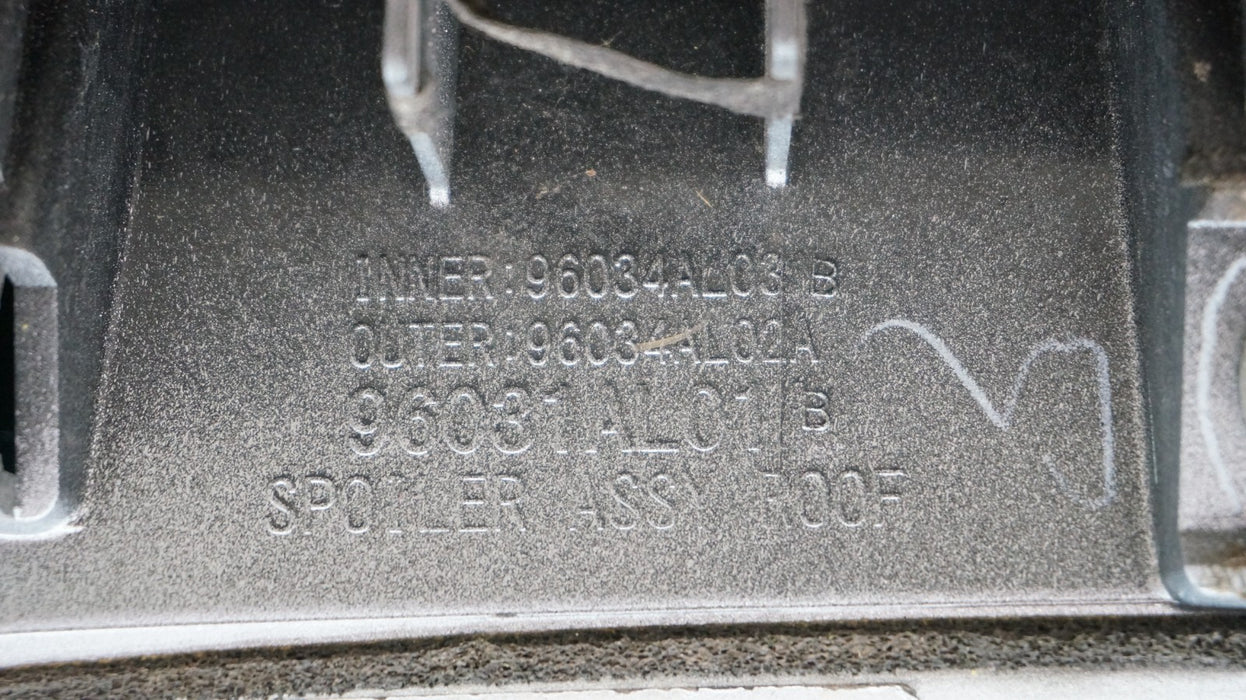 INNER:96034AL03 B
OUTER:96034AL02A
96031AL01 B
SPOILER ASSY ROOF